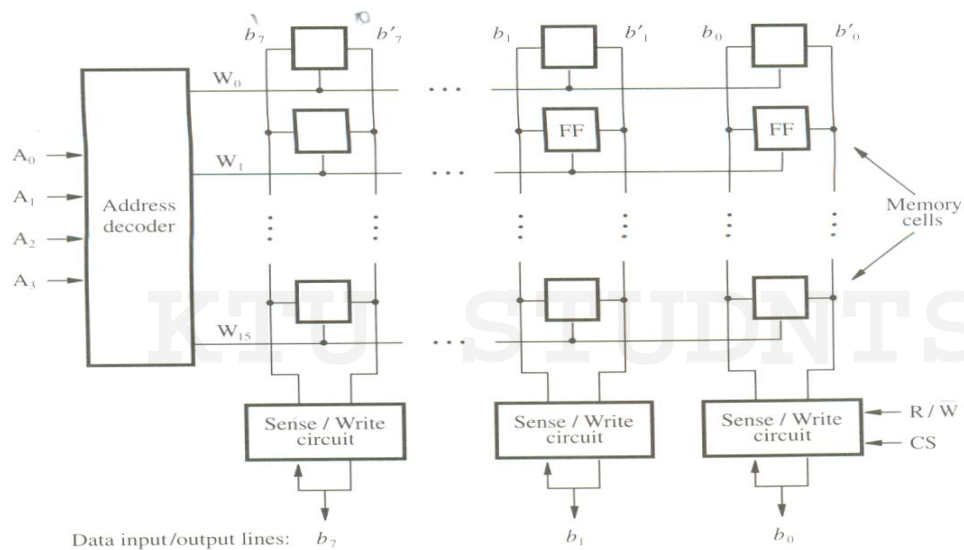 b7 b'7 b1 b'1 b0 b'0
W0
FF FF
A0
W1
A1
Address
decoder
Memory
cells
A2
A3
KTU STUDNTS
W15
Sense / Write
circuit
Sense / Write
circuit
Sense / Write
circuit
R / W̅
CS
Data input/output lines: b7 b1 b0